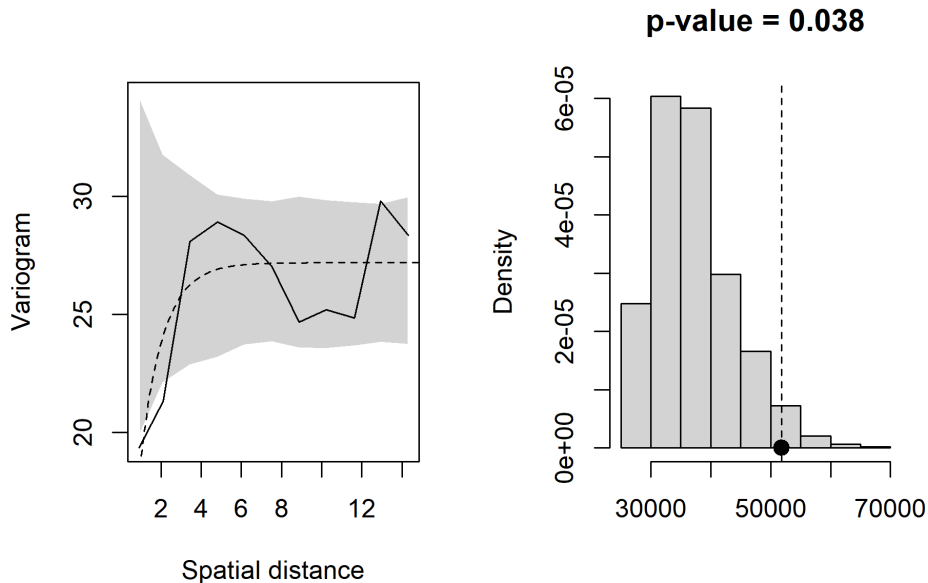 p-value = 0.038
Variogram
30
25
20
2 4 6 8 12
Spatial distance
Density
6e-05
4e-05
2e-05
0e+00
30000 50000 70000